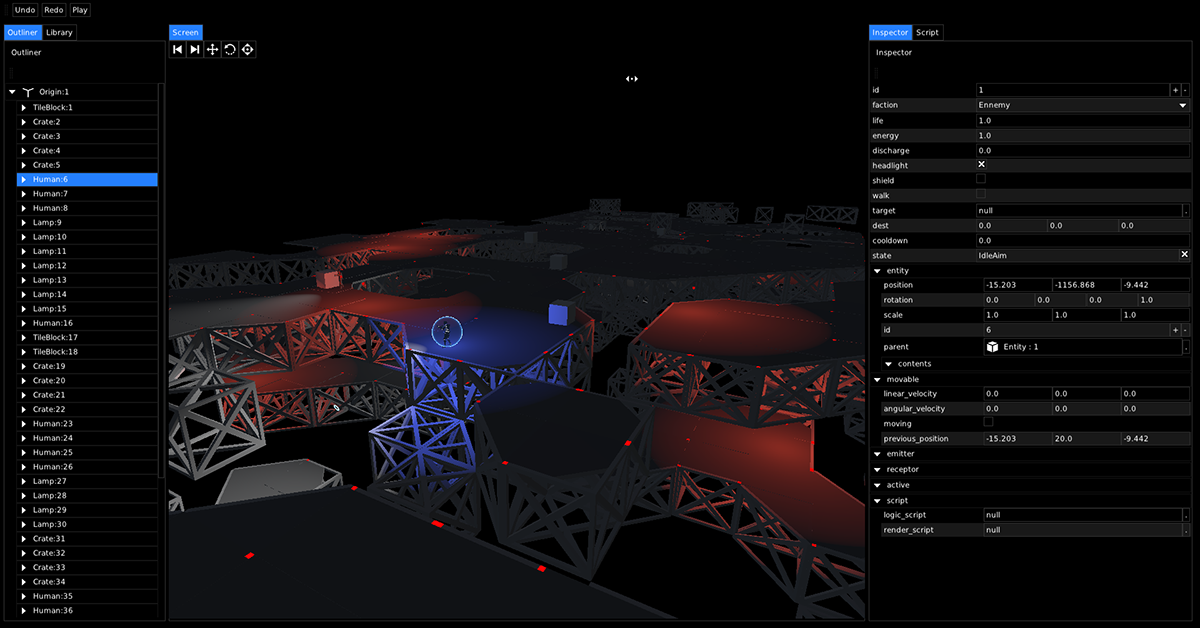 Undo Redo Play
Outliner Library
Outliner
Origin:1
TileBlock:1
Crate:2
Crate:3
Crate:4
Crate:5
Human:6
Human:7
Human:8
Lamp:9
Lamp:10
Lamp:11
Lamp:12
Lamp:13
Lamp:14
Lamp:15
Human:16
TileBlock:17
TileBlock:18
Crate:19
Crate:20
Crate:21
Crate:22
Human:23
Human:24
Human:25
Human:26
Lamp:27
Lamp:28
Lamp:29
Lamp:30
Crate:31
Crate:32
Crate:33
Crate:34
Human:35
Human:36
Screen
Inspector Script
Inspector
id 1 + -
faction Ennemy
life 1.0
energy 1.0
discharge 0.0
headlight
shield
walk
target null .
dest 0.0 0.0 0.0
cooldown 0.0
state IdleAim
entity
position -15.203 -1156.868 -9.442
rotation 0.0 0.0 0.0 1.0
scale 1.0 1.0 1.0
id 6 + -
parent Entity : 1 .
contents
movable
linear_velocity 0.0 0.0 0.0
angular_velocity 0.0 0.0 0.0
moving
previous_position -15.203 20.0 -9.442
emitter
receptor
active
script
logic_script null .
render_script null .